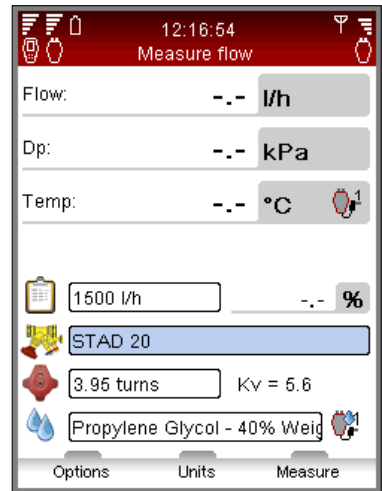 12:16:54
Measure flow
Flow: -.- l/h
Dp: -.- kPa
Temp: -.- °C 1
1500 l/h -.- %
STAD 20
3.95 turns Kv = 5.6
Propylene Glycol - 40% Weig
Options Units Measure